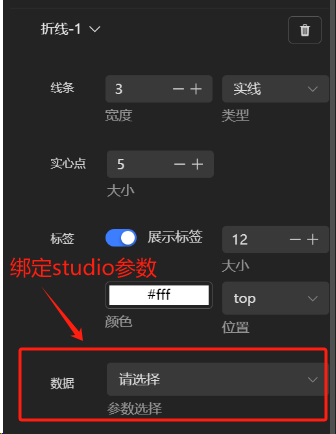 折线-1
线条
3
实线
宽度
类型
实心点
5
大小
标签
展示标签
12
大小
绑定studio参数
#fff
top
颜色
位置
数据
请选择
参数选择